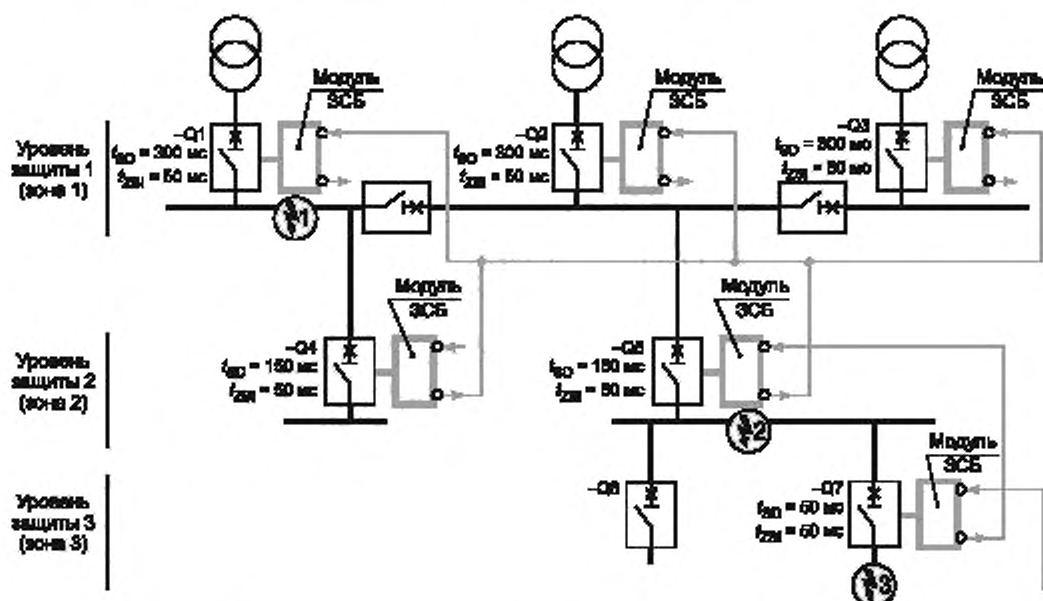 Модуль
ЗСБ
Модуль
ЗСБ
Модуль
ЗСБ
Уровень
защиты 1
(зона 1)
–Q1
tSD = 300 мс
tZSI = 50 мс
–Q2
tSD = 300 мс
tZSI = 50 мс
–Q3
tSD = 300 мс
tZSI = 50 мс
1
Модуль
ЗСБ
Модуль
ЗСБ
Уровень
защиты 2
(зона 2)
–Q4
tSD = 150 мс
tZSI = 50 мс
–Q5
tSD = 150 мс
tZSI = 50 мс
2
Модуль
ЗСБ
Уровень
защиты 3
(зона 3)
–Q6
–Q7
tSD = 50 мс
tZSI = 50 мс
3